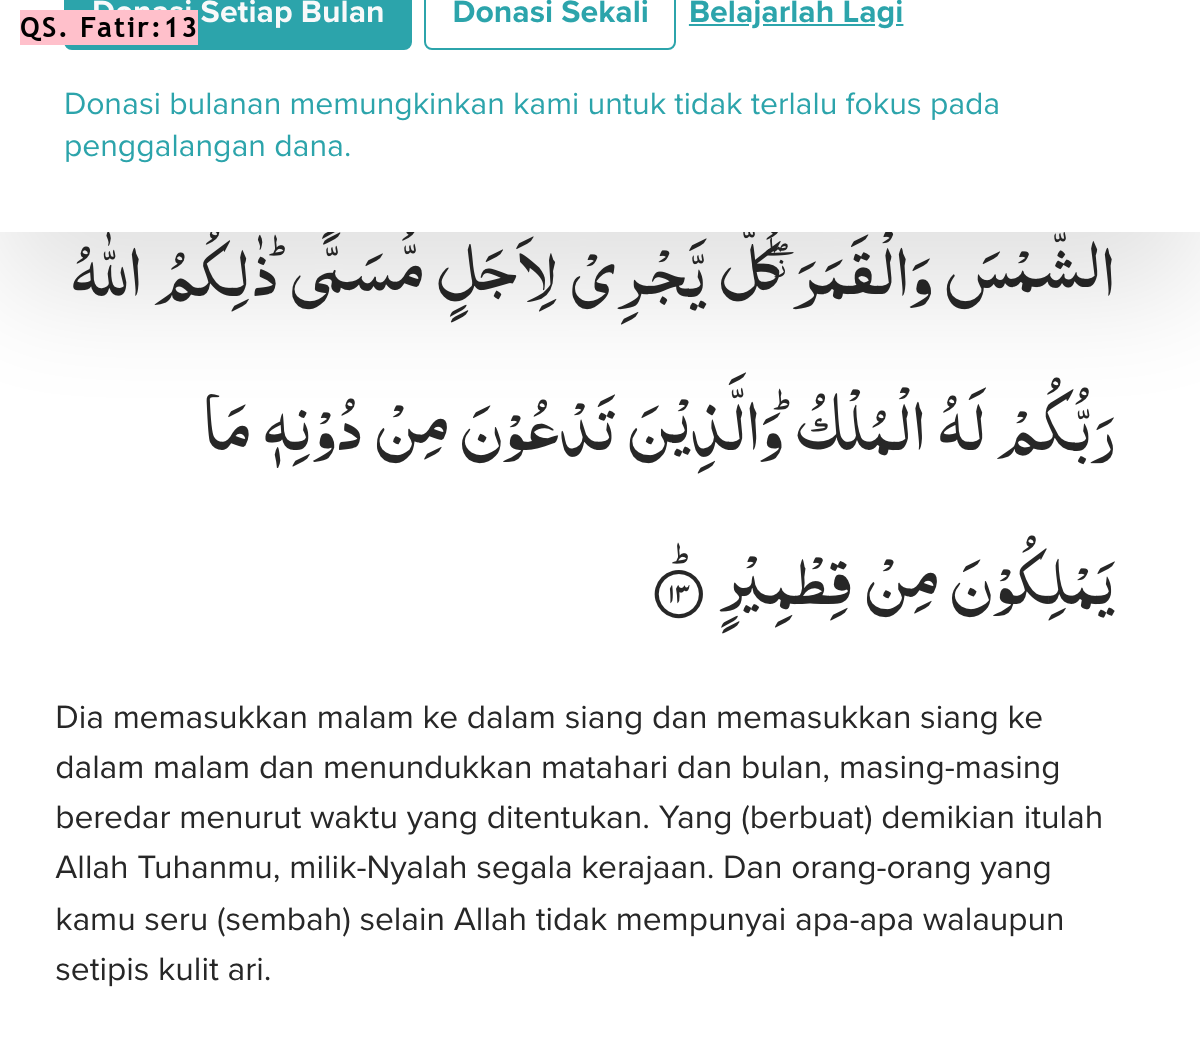 Setiap Bulan
Donasi Sekali
Belajarlah Lagi
QS. Fatir:13
Donasi bulanan memungkinkan kami untuk tidak terlalu fokus pada
penggalangan dana.
الشَّمْسَ وَالْقَمَرَ ۖ كُلٌّ يَّجْرِيْ لِاَجَلٍ مُّسَمًّىۗ ذٰلِكُمُ اللّٰهُ
رَبُّكُمْ لَهُ الْمُلْكُۗ وَالَّذِيْنَ تَدْعُوْنَ مِنْ دُوْنِهٖ مَا
يَمْلِكُوْنَ مِنْ قِطْمِيْرٍۗ ١٣
Dia memasukkan malam ke dalam siang dan memasukkan siang ke
dalam malam dan menundukkan matahari dan bulan, masing-masing
beredar menurut waktu yang ditentukan. Yang (berbuat) demikian itulah
Allah Tuhanmu, milik-Nyalah segala kerajaan. Dan orang-orang yang
kamu seru (sembah) selain Allah tidak mempunyai apa-apa walaupun
setipis kulit ari.